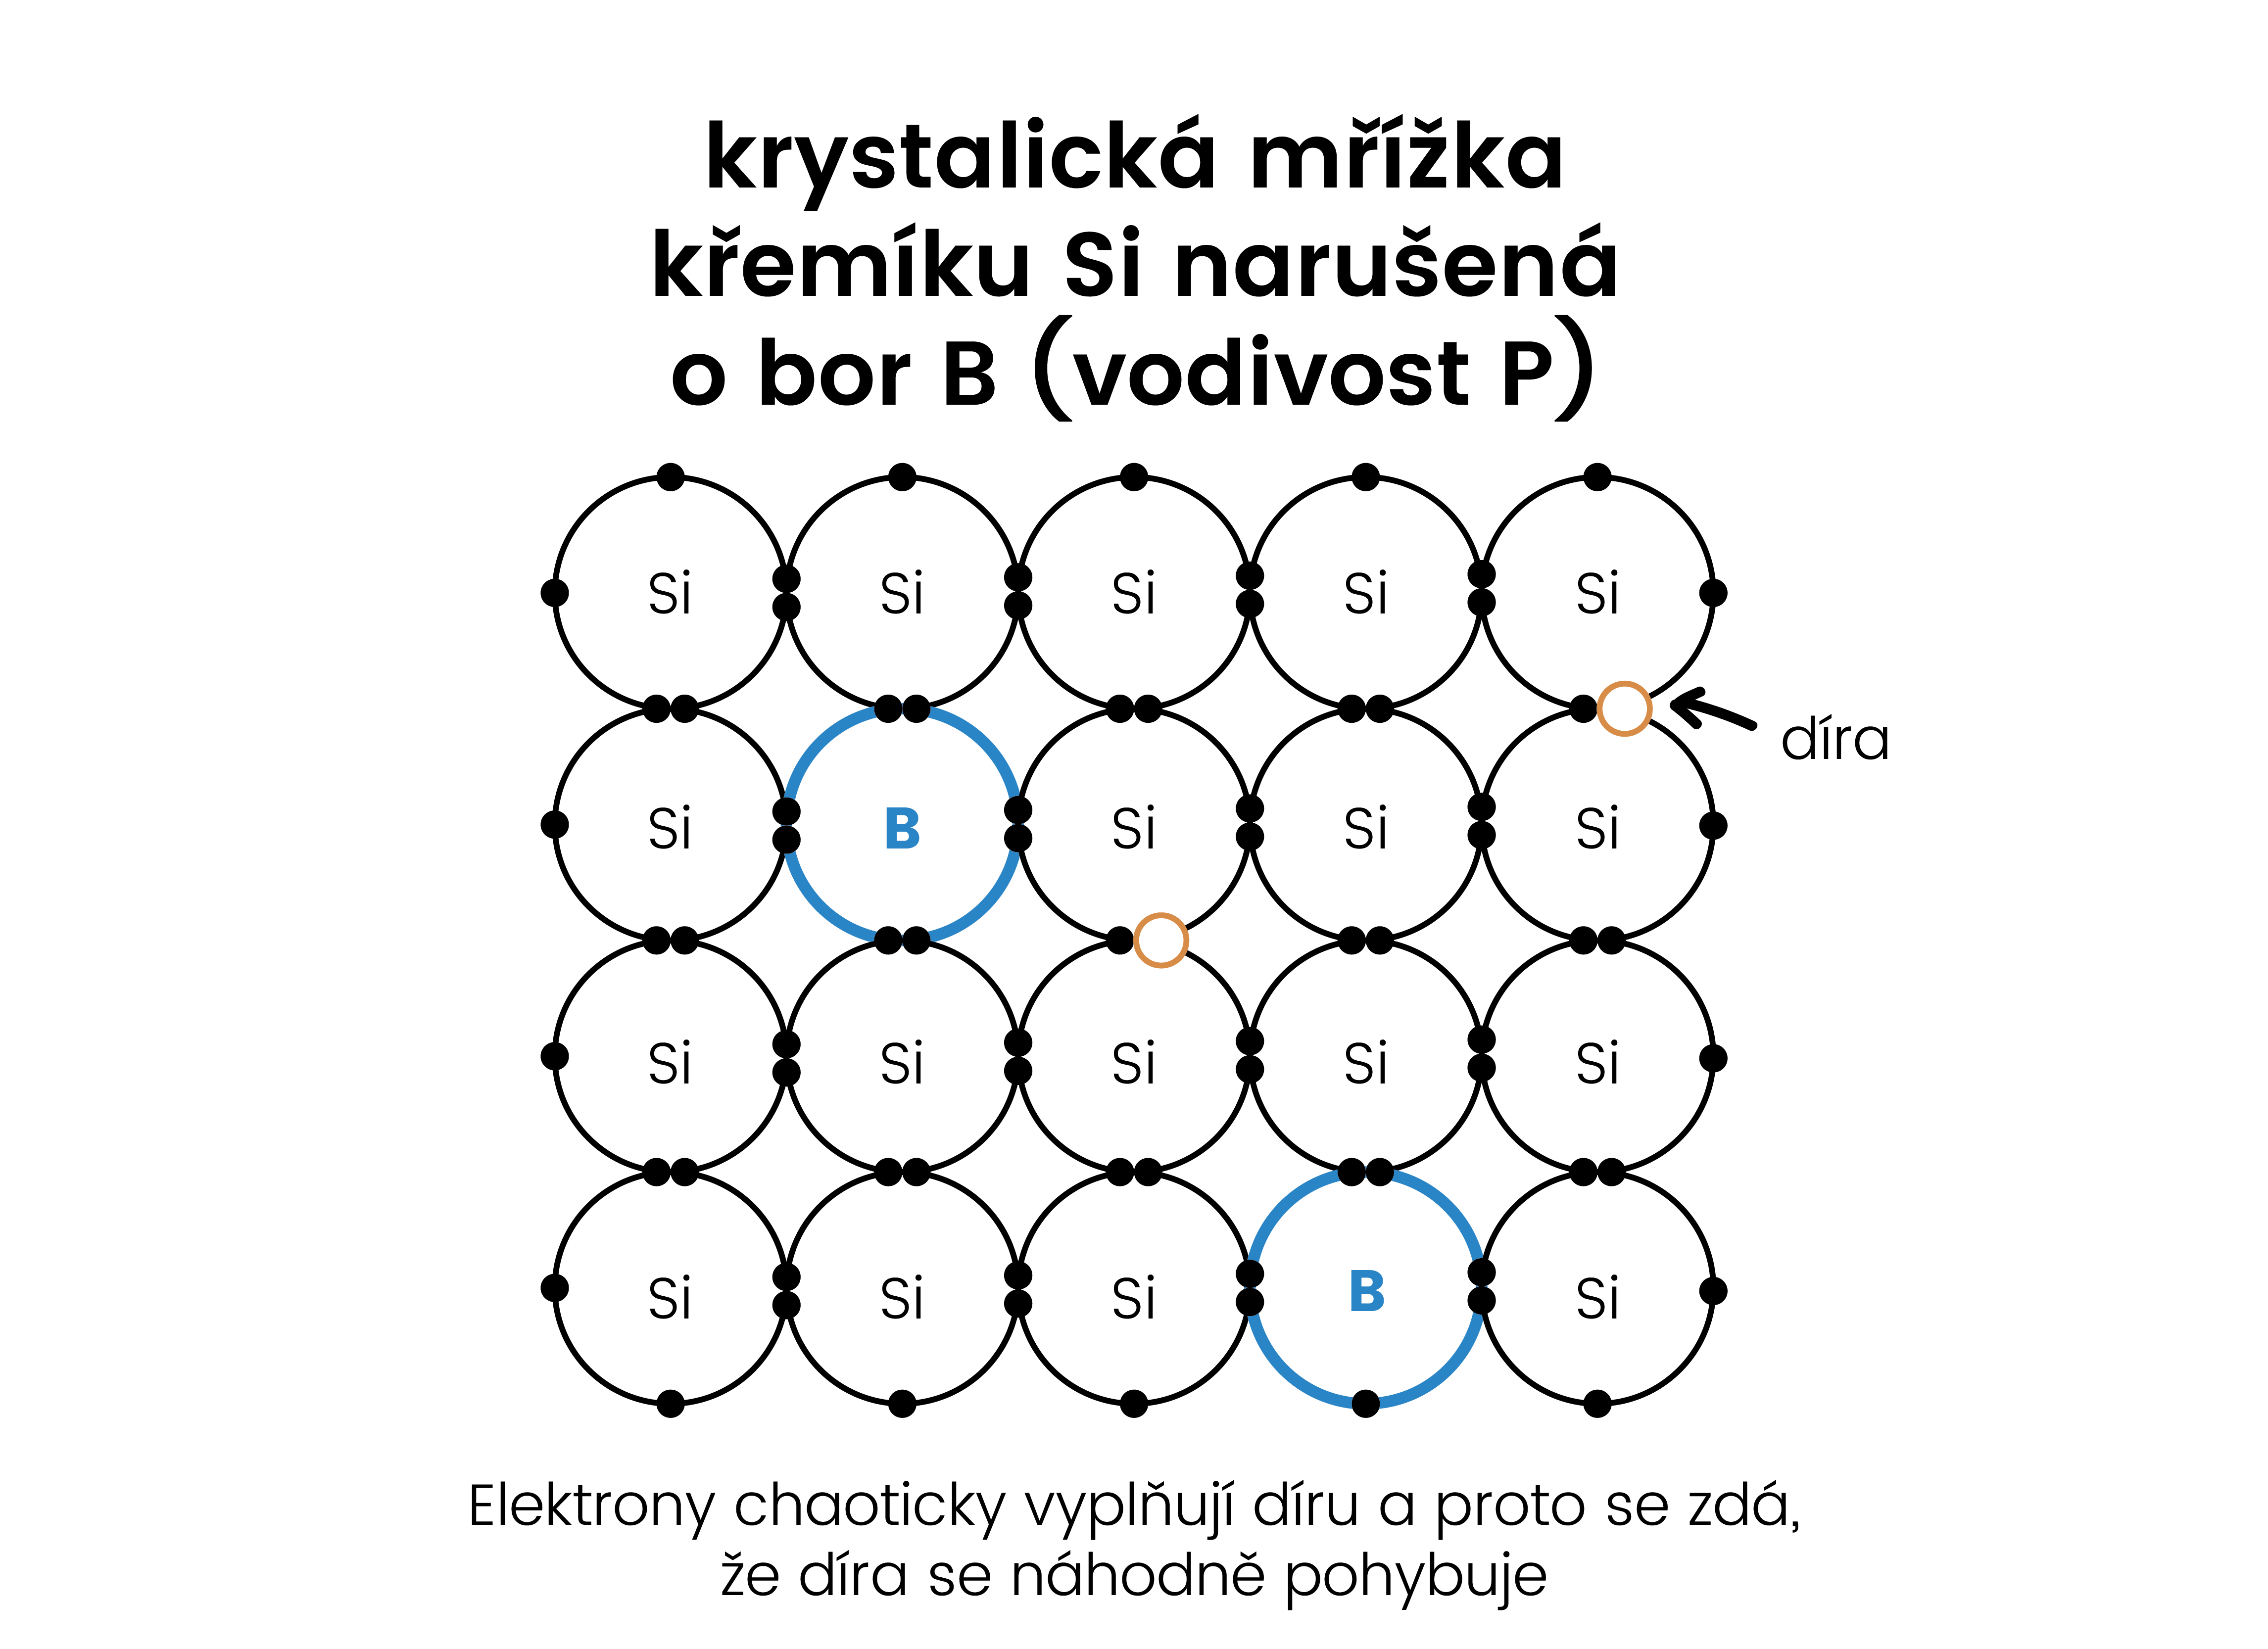 krystalická mřížka
křemíku Si narušená
o bor B (vodivost P)
Si Si Si Si Si
díra
Si B Si Si Si
Si Si Si Si Si
Si Si Si B Si
Elektrony chaoticky vyplňují díru a proto se zdá,
že díra se náhodně pohybuje